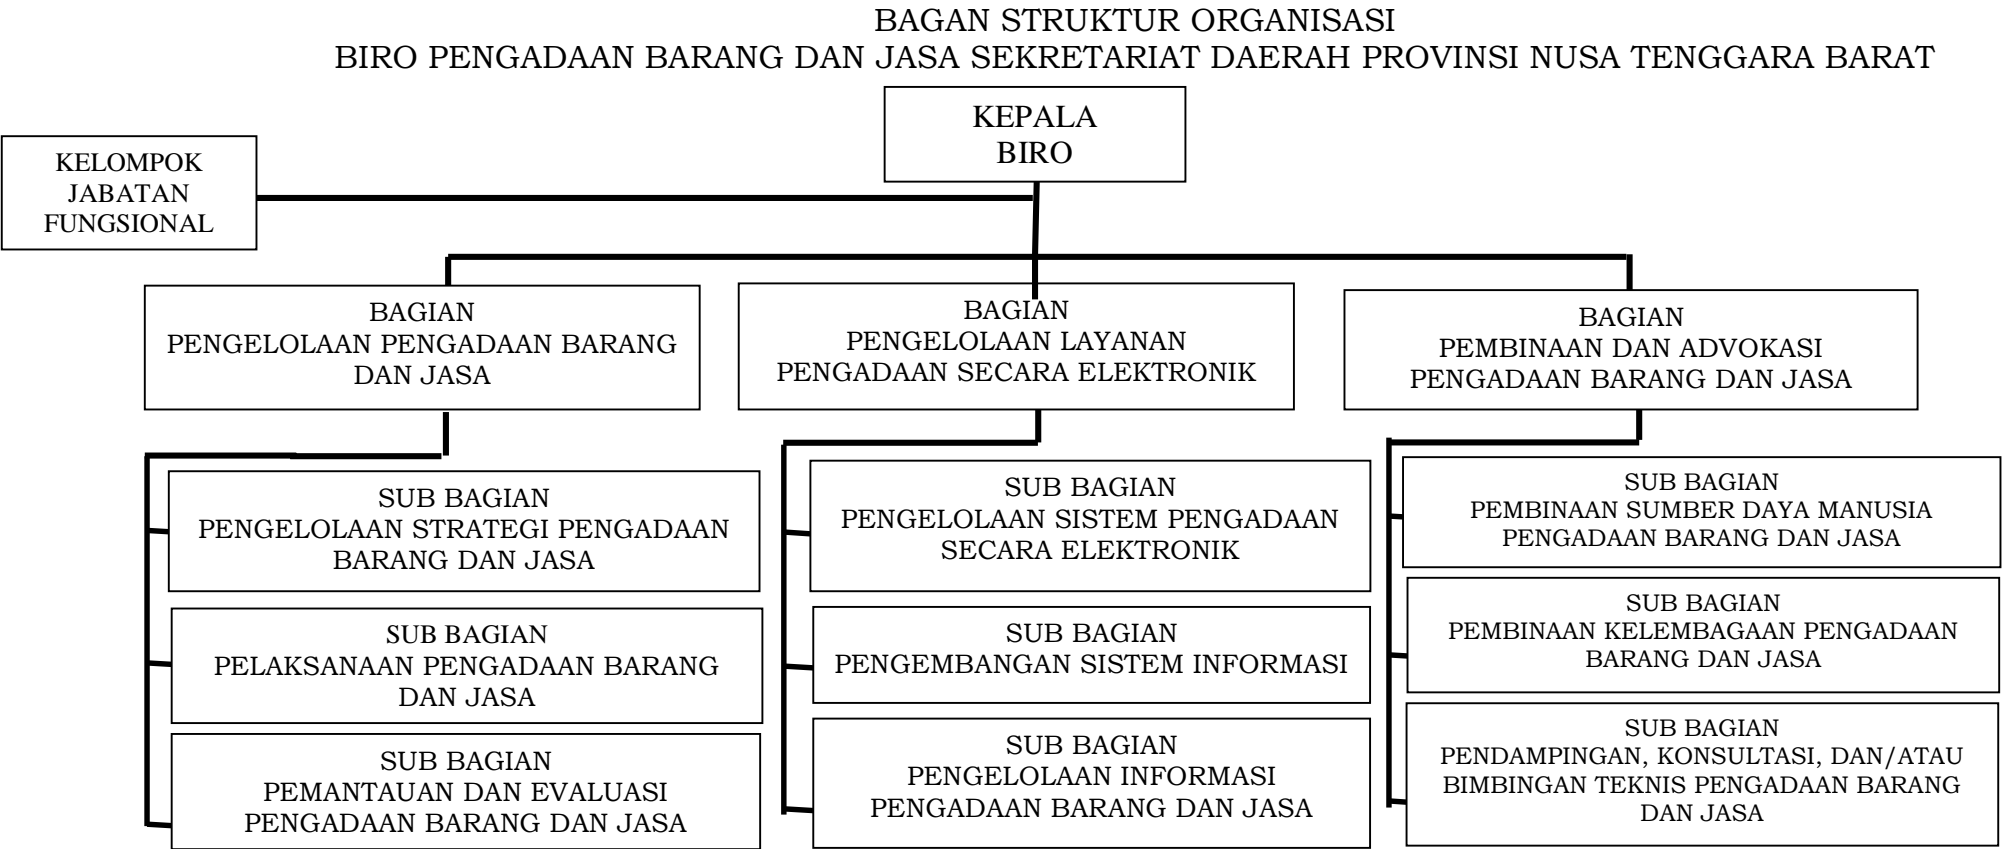 BAGAN STRUKTUR ORGANISASI
BIRO PENGADAAN BARANG DAN JASA SEKRETARIAT DAERAH PROVINSI NUSA TENGGARA BARAT
KEPALA
BIRO
KELOMPOK
JABATAN
FUNGSIONAL
BAGIAN
PENGELOLAAN PENGADAAN BARANG
DAN JASA
BAGIAN
PENGELOLAAN LAYANAN
PENGADAAN SECARA ELEKTRONIK
BAGIAN
PEMBINAAN DAN ADVOKASI
PENGADAAN BARANG DAN JASA
SUB BAGIAN
PENGELOLAAN STRATEGI PENGADAAN
BARANG DAN JASA
SUB BAGIAN
PELAKSANAAN PENGADAAN BARANG
DAN JASA
SUB BAGIAN
PEMANTAUAN DAN EVALUASI
PENGADAAN BARANG DAN JASA
SUB BAGIAN
PENGELOLAAN SISTEM PENGADAAN
SECARA ELEKTRONIK
SUB BAGIAN
PENGEMBANGAN SISTEM INFORMASI
SUB BAGIAN
PENGELOLAAN INFORMASI
PENGADAAN BARANG DAN JASA
SUB BAGIAN
PEMBINAAN SUMBER DAYA MANUSIA
PENGADAAN BARANG DAN JASA
SUB BAGIAN
PEMBINAAN KELEMBAGAAN PENGADAAN
BARANG DAN JASA
SUB BAGIAN
PENDAMPINGAN, KONSULTASI, DAN/ATAU
BIMBINGAN TEKNIS PENGADAAN BARANG
DAN JASA